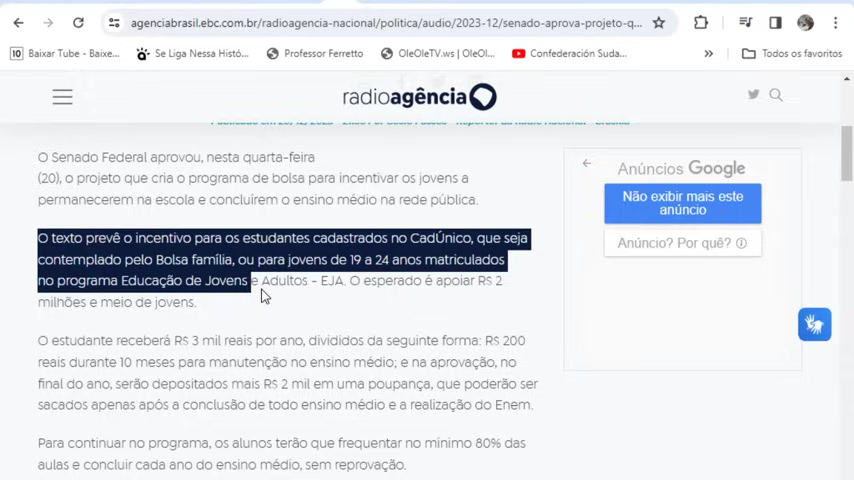 agenciabrasil.ebc.com.br/radioagencia-nacional/politica/audio/2023-12/senado-aprova-projeto-q...
10 Baixar Tube - Baixe... Se Liga Nessa Histó... Professor Ferretto OleOleTV.ws | OleOl... Confederación Suda... » Todos os favoritos
radioagência
O Senado Federal aprovou, nesta quarta-feira
(20), o projeto que cria o programa de bolsa para incentivar os jovens a
permanecerem na escola e concluírem o ensino médio na rede pública.
O texto prevê o incentivo para os estudantes cadastrados no CadÚnico, que seja
contemplado pelo Bolsa família, ou para jovens de 19 a 24 anos matriculados
no programa Educação de Jovens e Adultos - EJA. O esperado é apoiar R$ 2
milhões e meio de jovens.
O estudante receberá R$ 3 mil reais por ano, divididos da seguinte forma: R$ 200
reais durante 10 meses para manutenção no ensino médio; e na aprovação, no
final do ano, serão depositados mais R$ 2 mil em uma poupança, que poderão ser
sacados apenas após a conclusão de todo ensino médio e a realização do Enem.
Para continuar no programa, os alunos terão que frequentar no mínimo 80% das
aulas e concluir cada ano do ensino médio, sem reprovação.
Anúncios Google
Não exibir mais este
anúncio
Anúncio? Por quê?